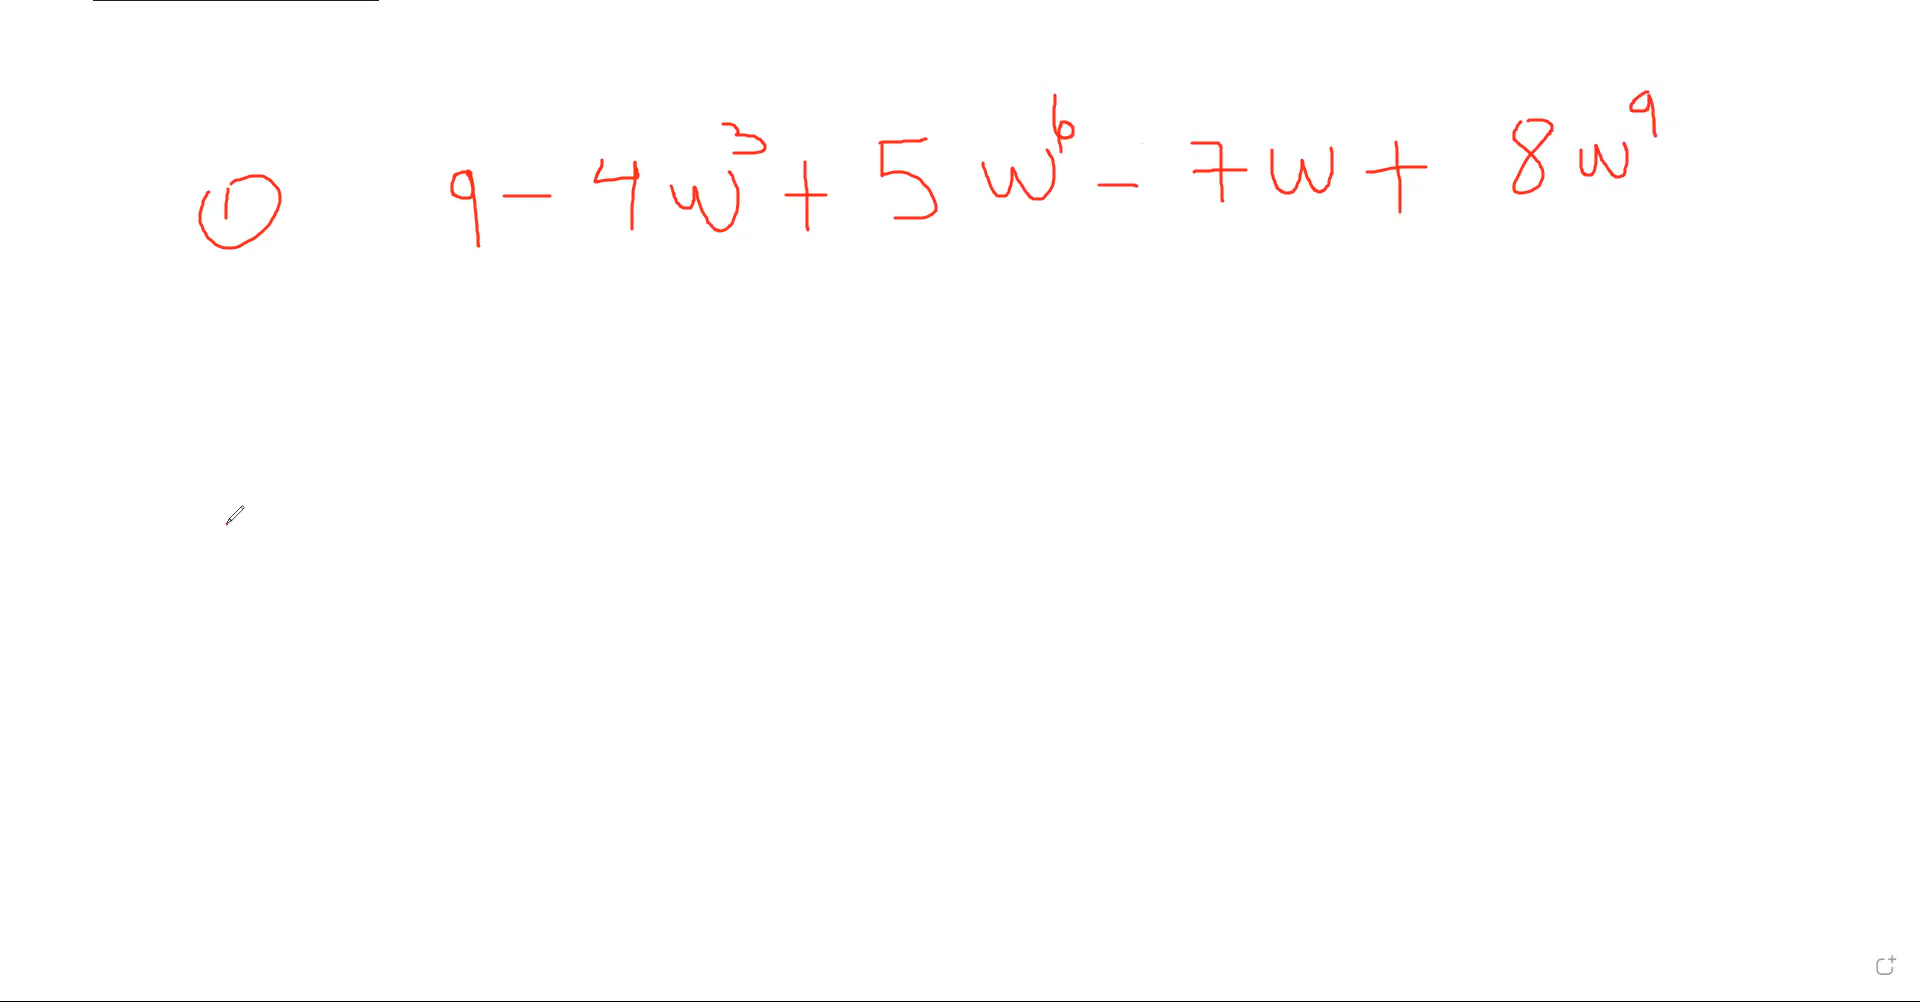 ① 9 - 4w³ + 5w⁶ - 7w + 8w⁹